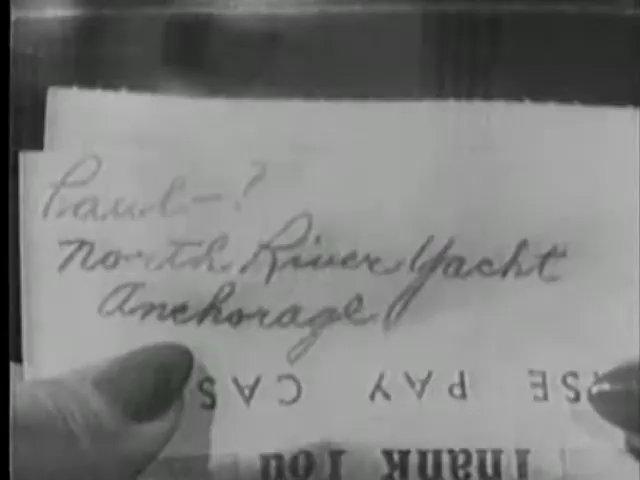 Paul - ?
North River Yacht
Anchorage
SE PAY CAS
Thank You